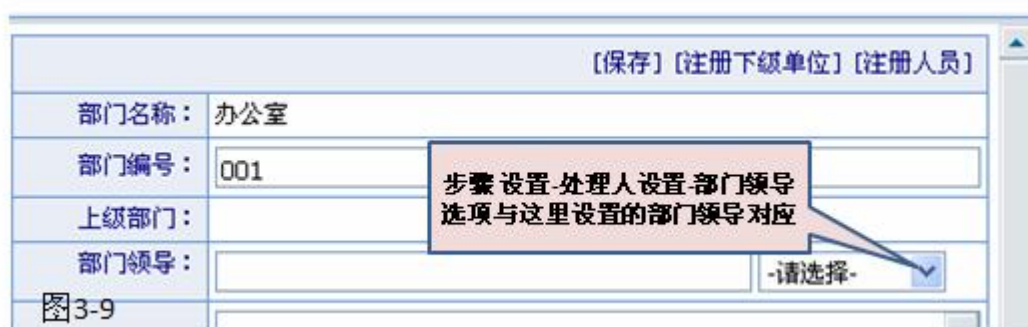 [保存] [注册下级单位] [注册人员]
部门名称： 办公室
部门编号： 001
步骤 设置-处理人设置-部门领导
选项与这里设置的部门领导对应
上级部门：
部门领导： -请选择-
图3-9